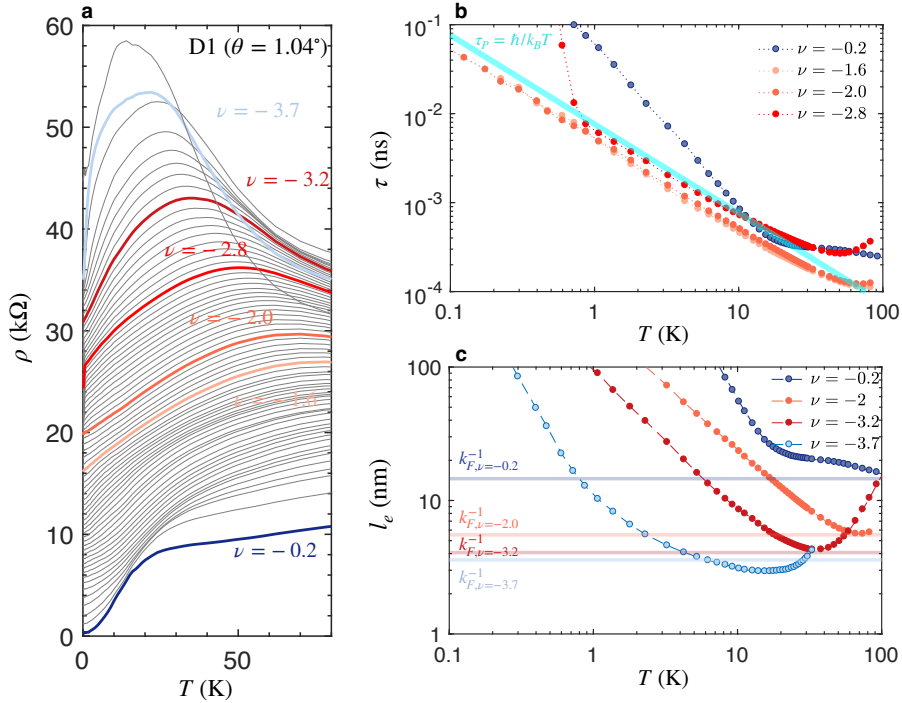 a
D1 (θ = 1.04°)
ν = − 3.7
ν = − 3.2
ν = − 2.8
ν = − 2.0
ν = − 1.6
ν = −0.2
60
50
40
30
20
10
0
ρ (kΩ)
0
50
T (K)
b
τ_P = ħ/k_BT
ν = −0.2
ν = −1.6
ν = −2.0
ν = −2.8
10⁻¹
10⁻²
10⁻³
10⁻⁴
τ (ns)
0.1
1.0
10
100
T (K)
c
ν = −0.2
ν = −2
ν = −3.2
ν = −3.7
k⁻¹_F,ν=−0.2
k⁻¹_F,ν=−2.0
k⁻¹_F,ν=−3.2
k⁻¹_F,ν=−3.7
100
10
1
l_e (nm)
0.1
1
10
100
T (K)